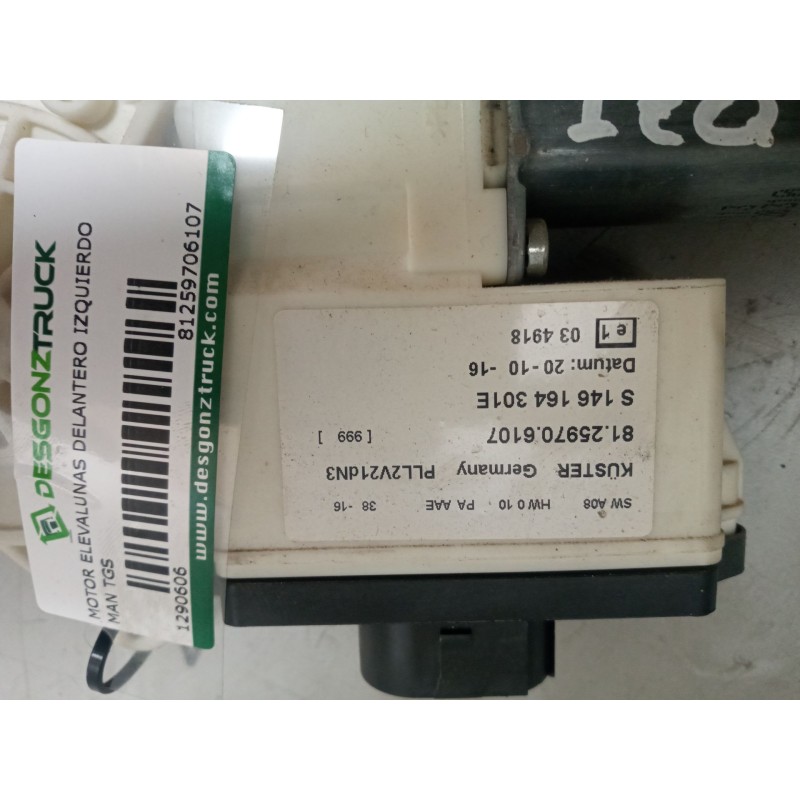 DESGONZTRUCK
MOTOR ELEVALUNAS DELANTERO IZQUIERDO
MAN TGS
81259706107
1290606
www.desgonztruck.com
SW A08 HW 0 10 PA AAE 38 -16
KÜSTER Germany PLL2V21dN3
81.25970.6107 [ 999 ]
S 146 164 301E
Datum: 20 - 10 -16
e1 03 4918
IZQ